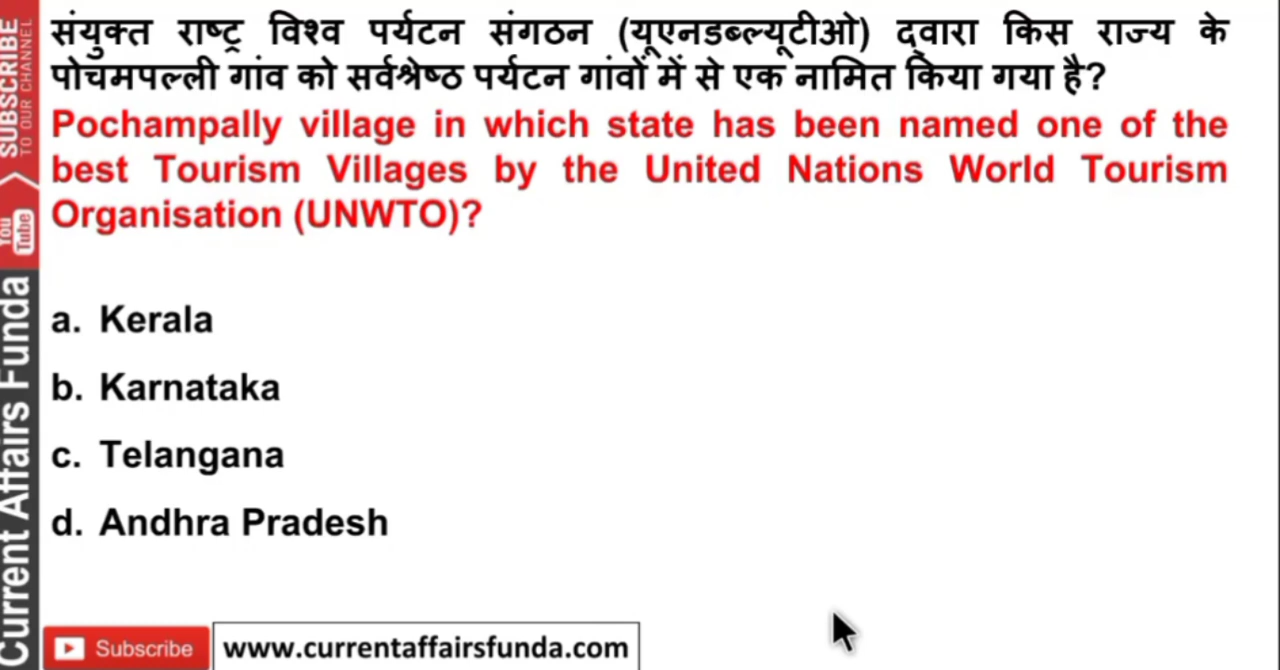 संयुक्त राष्ट्र विश्व पर्यटन संगठन (यूएनडब्ल्यूटीओ) द्वारा किस राज्य के
पोचमपल्ली गांव को सर्वश्रेष्ठ पर्यटन गांवों में से एक नामित किया गया है?
Pochampally village in which state has been named one of the
best Tourism Villages by the United Nations World Tourism
Organisation (UNWTO)?
a. Kerala
b. Karnataka
c. Telangana
d. Andhra Pradesh
SUBSCRIBE
TO OUR CHANNEL
You
Tube
Current Affairs Funda
Subscribe
www.currentaffairsfunda.com